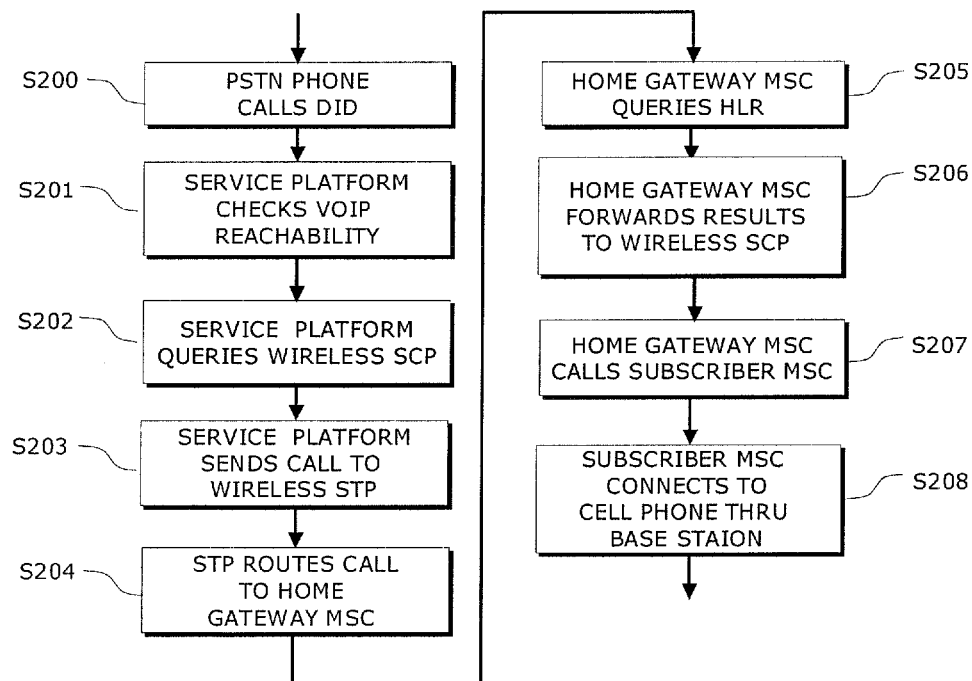 S200
PSTN PHONE
CALLS DID
S201
SERVICE PLATFORM
CHECKS VOIP
REACHABILITY
S202
SERVICE PLATFORM
QUERIES WIRELESS SCP
S203
SERVICE PLATFORM
SENDS CALL TO
WIRELESS STP
S204
STP ROUTES CALL
TO HOME
GATEWAY MSC
HOME GATEWAY MSC
QUERIES HLR
S205
HOME GATEWAY MSC
FORWARDS RESULTS
TO WIRELESS SCP
S206
HOME GATEWAY MSC
CALLS SUBSCRIBER MSC
S207
SUBSCRIBER MSC
CONNECTS TO
CELL PHONE THRU
BASE STAION
S208